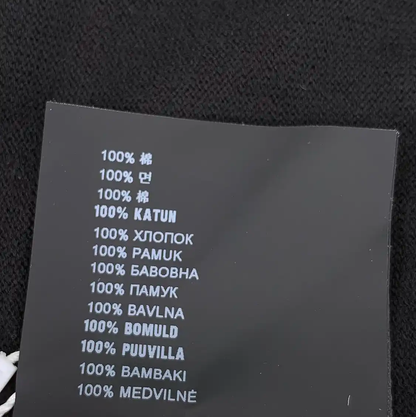 100% 棉
100% 면
100% 棉
100% KATUN
100% ХЛОПОК
100% PAMUK
100% БАВОВНА
100% ПАМУК
100% BAVLNA
100% BOMULD
100% PUUVILLA
100% BAMBAKI
100% MEDVILNĖ